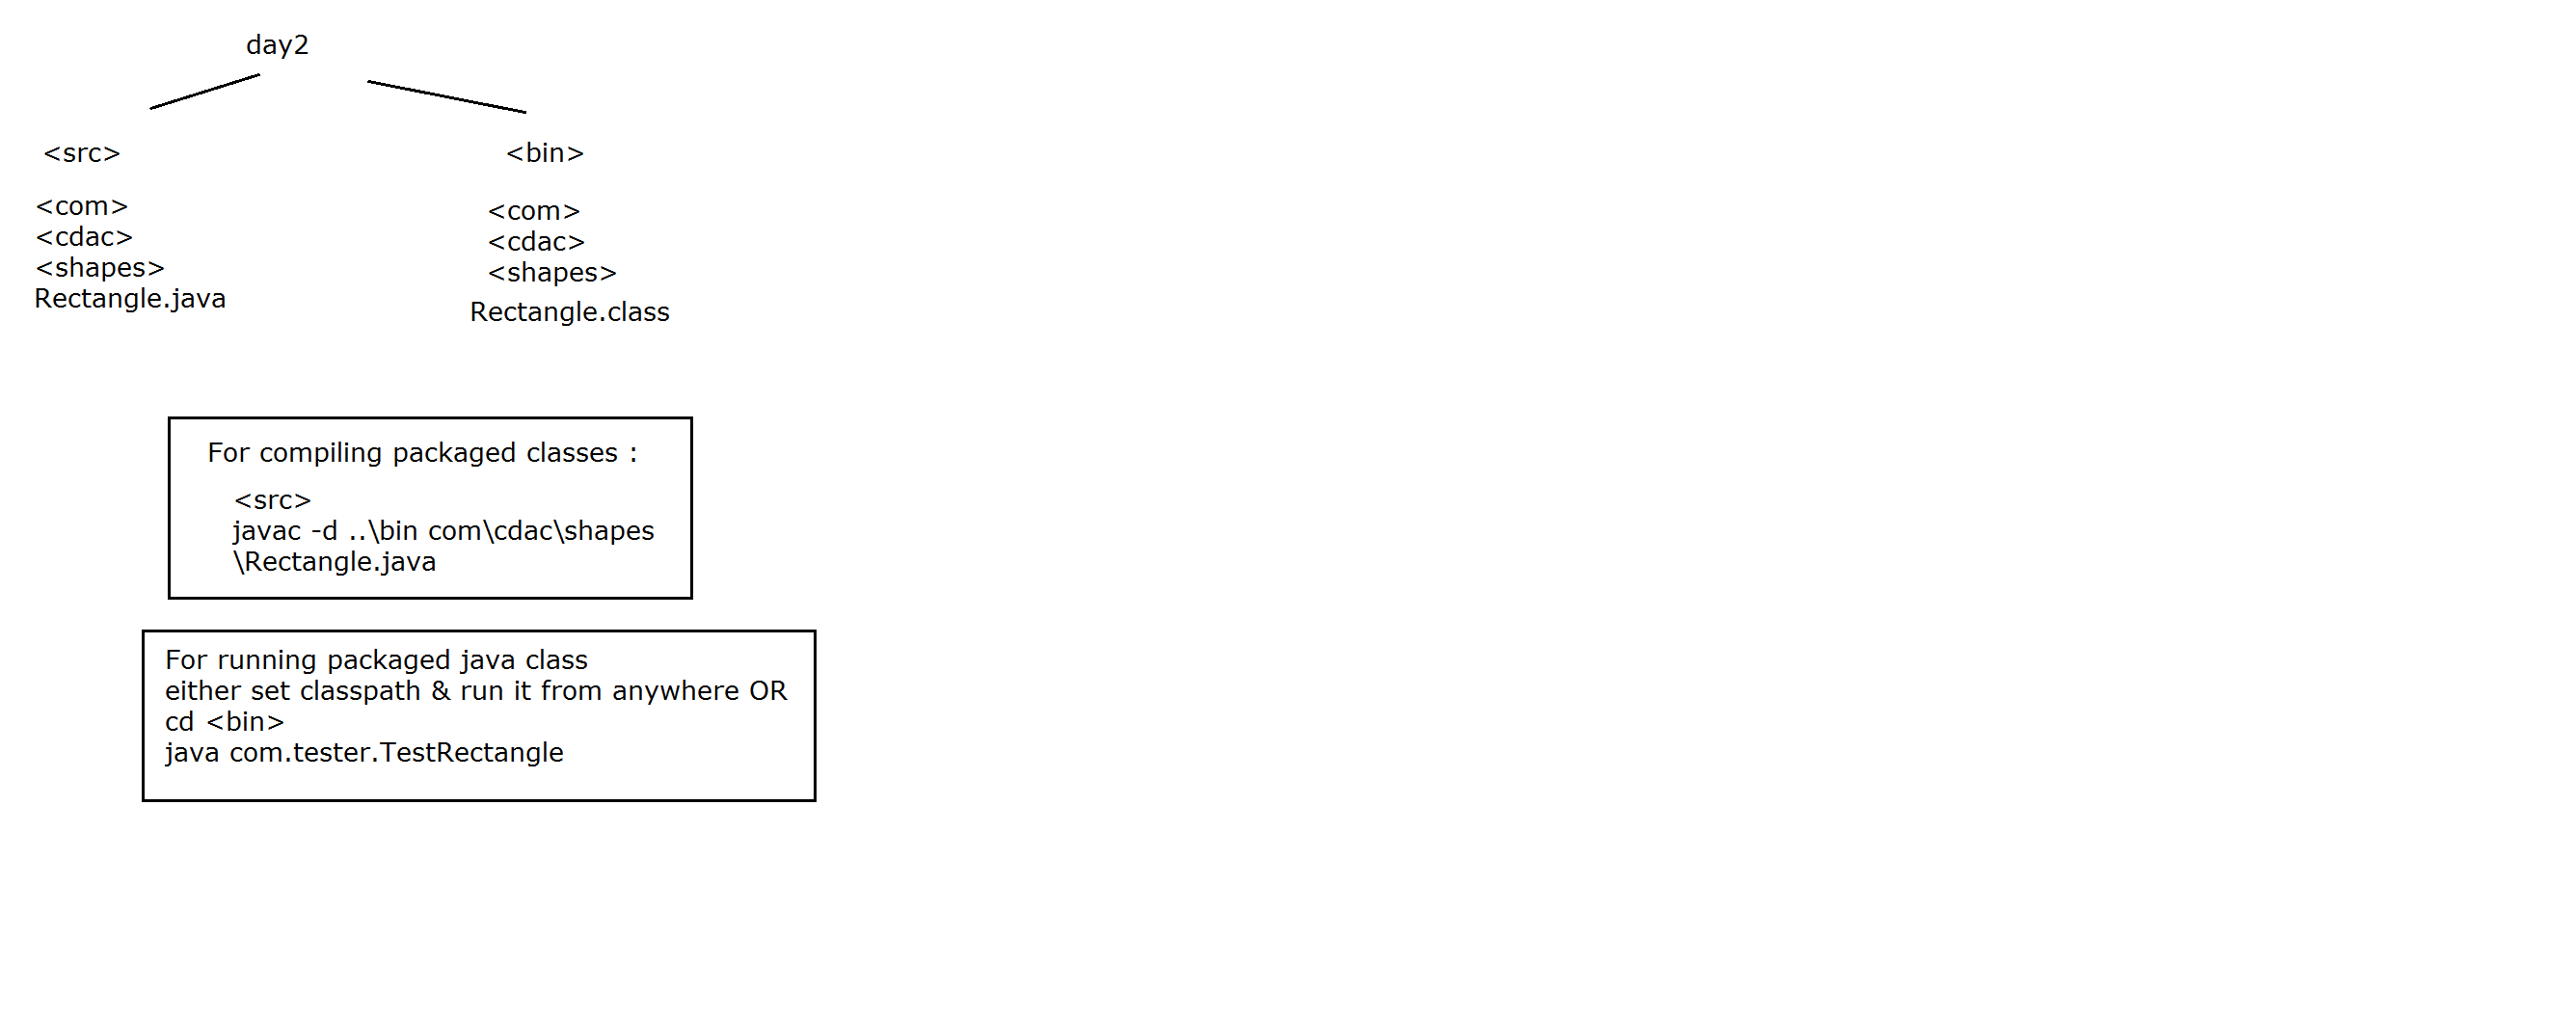 day2
<src>
<bin>
<com>
<cdac>
<shapes>
Rectangle.java
<com>
<cdac>
<shapes>
Rectangle.class
For compiling packaged classes :
<src>
javac -d ..\bin com\cdac\shapes
\Rectangle.java
For running packaged java class
either set classpath & run it from anywhere OR
cd <bin>
java com.tester.TestRectangle